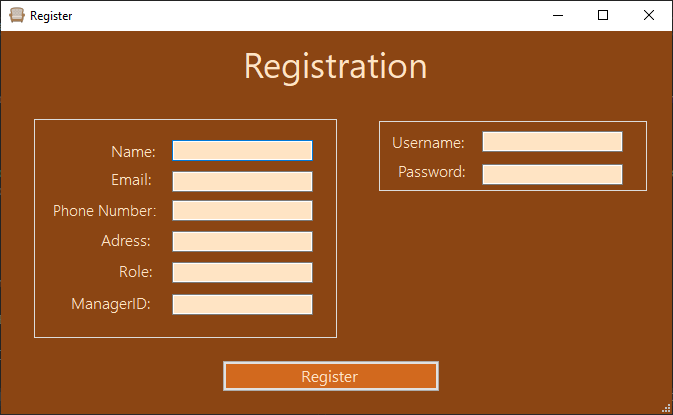 Register
Registration
Name:
Email:
Phone Number:
Adress:
Role:
ManagerID:
Username:
Password:
Register